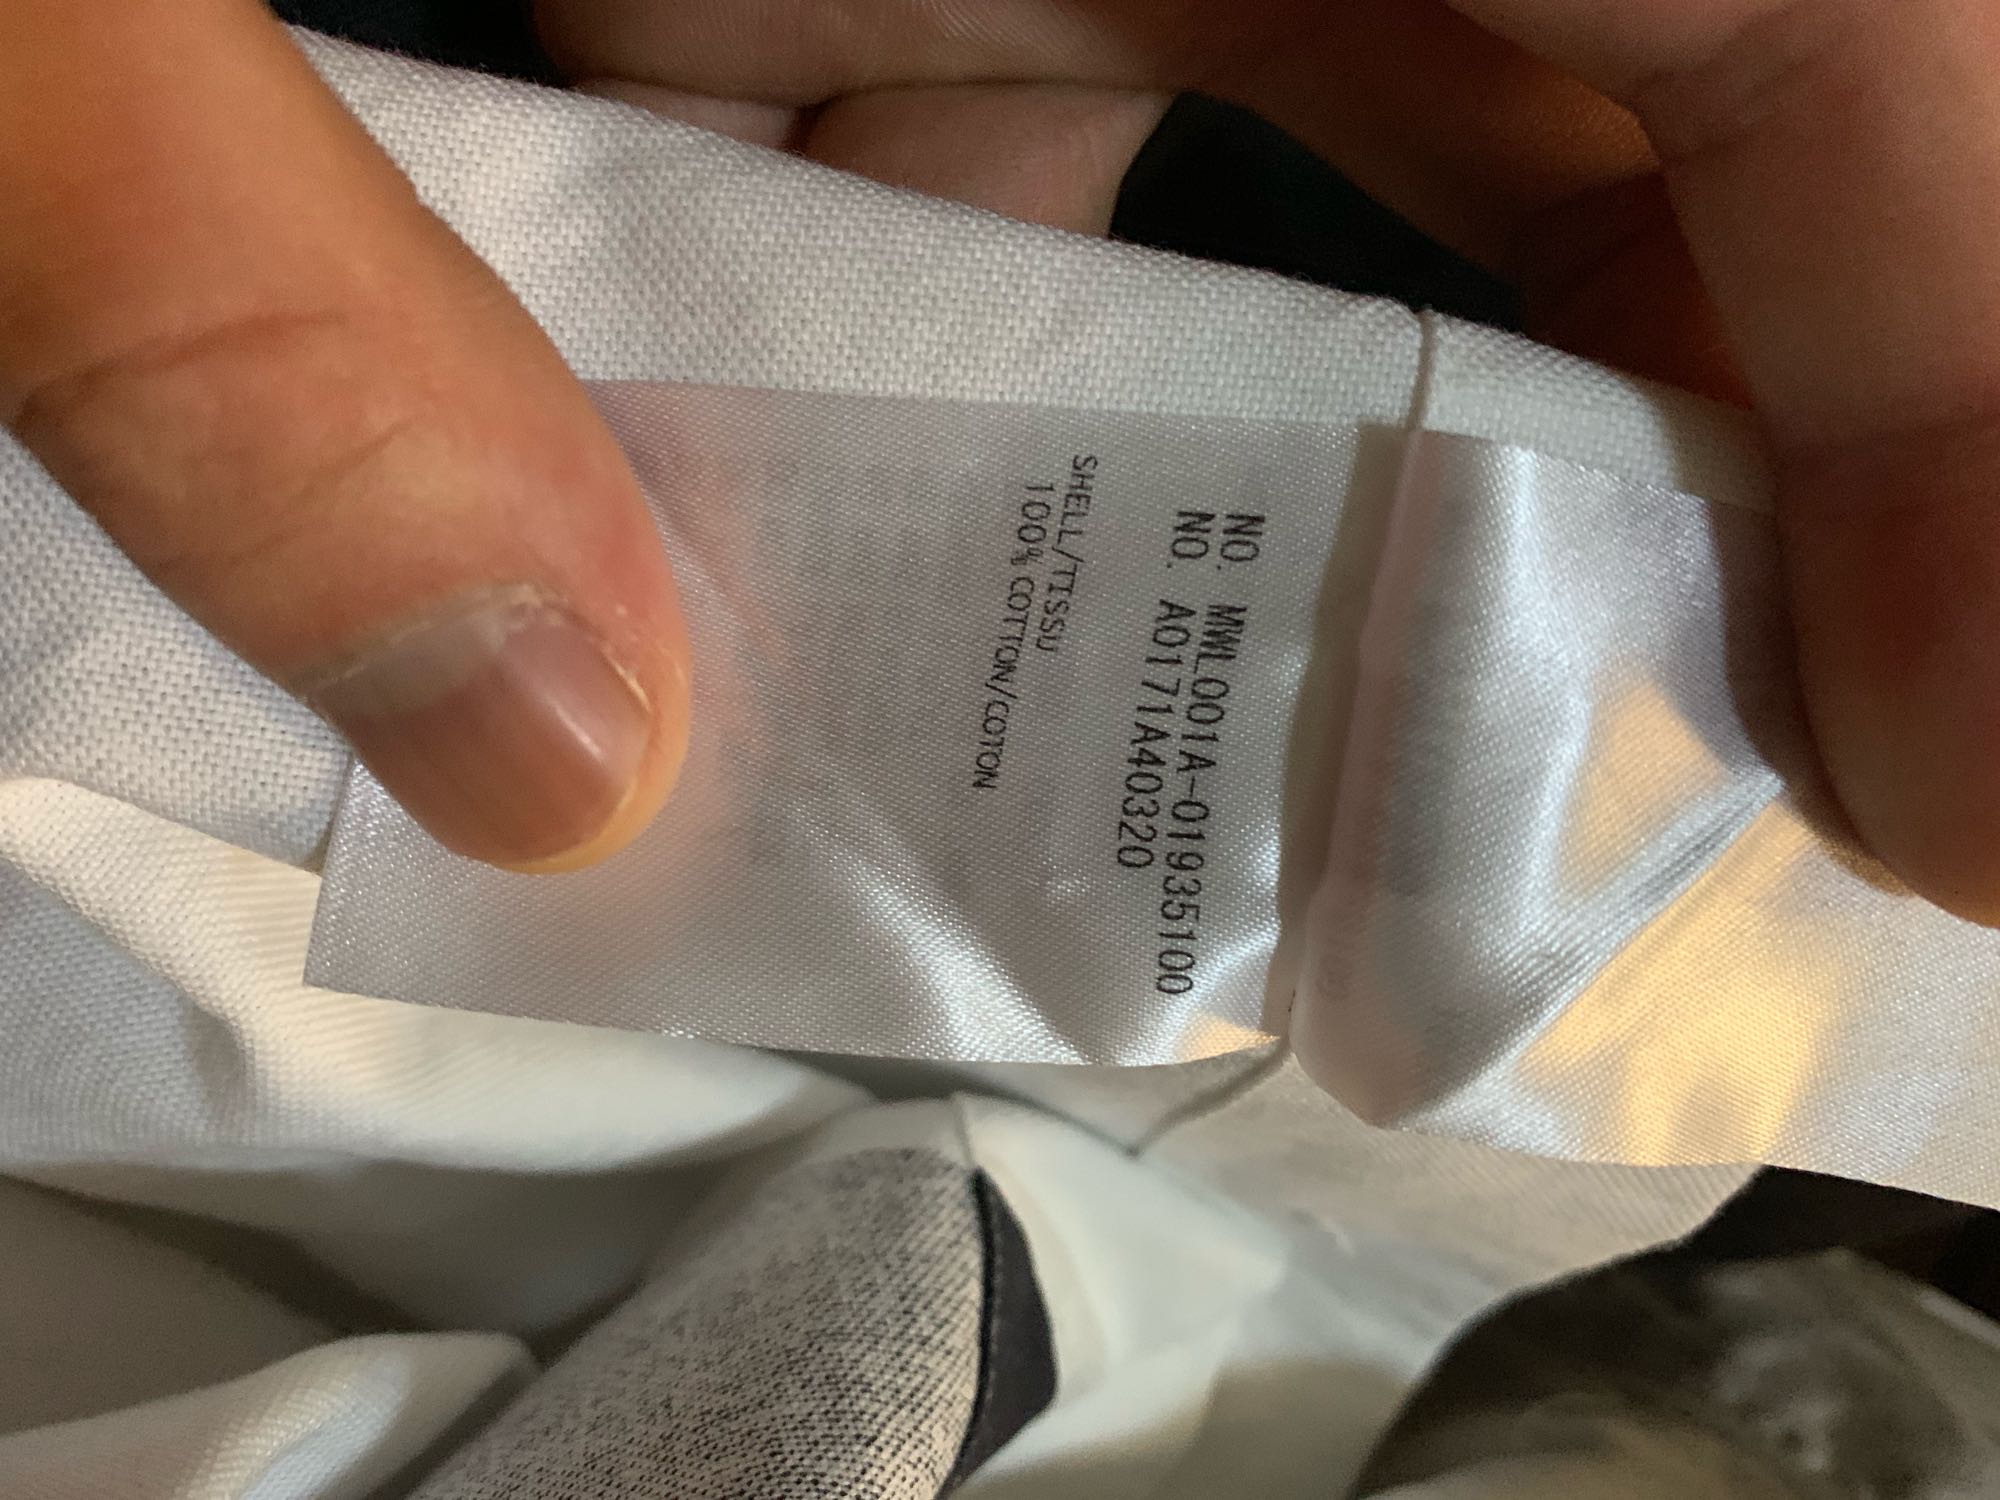 NO. MWL001A-01935100
NO. A0171A40320
SHELL/TISSU
100% COTTON/COTON